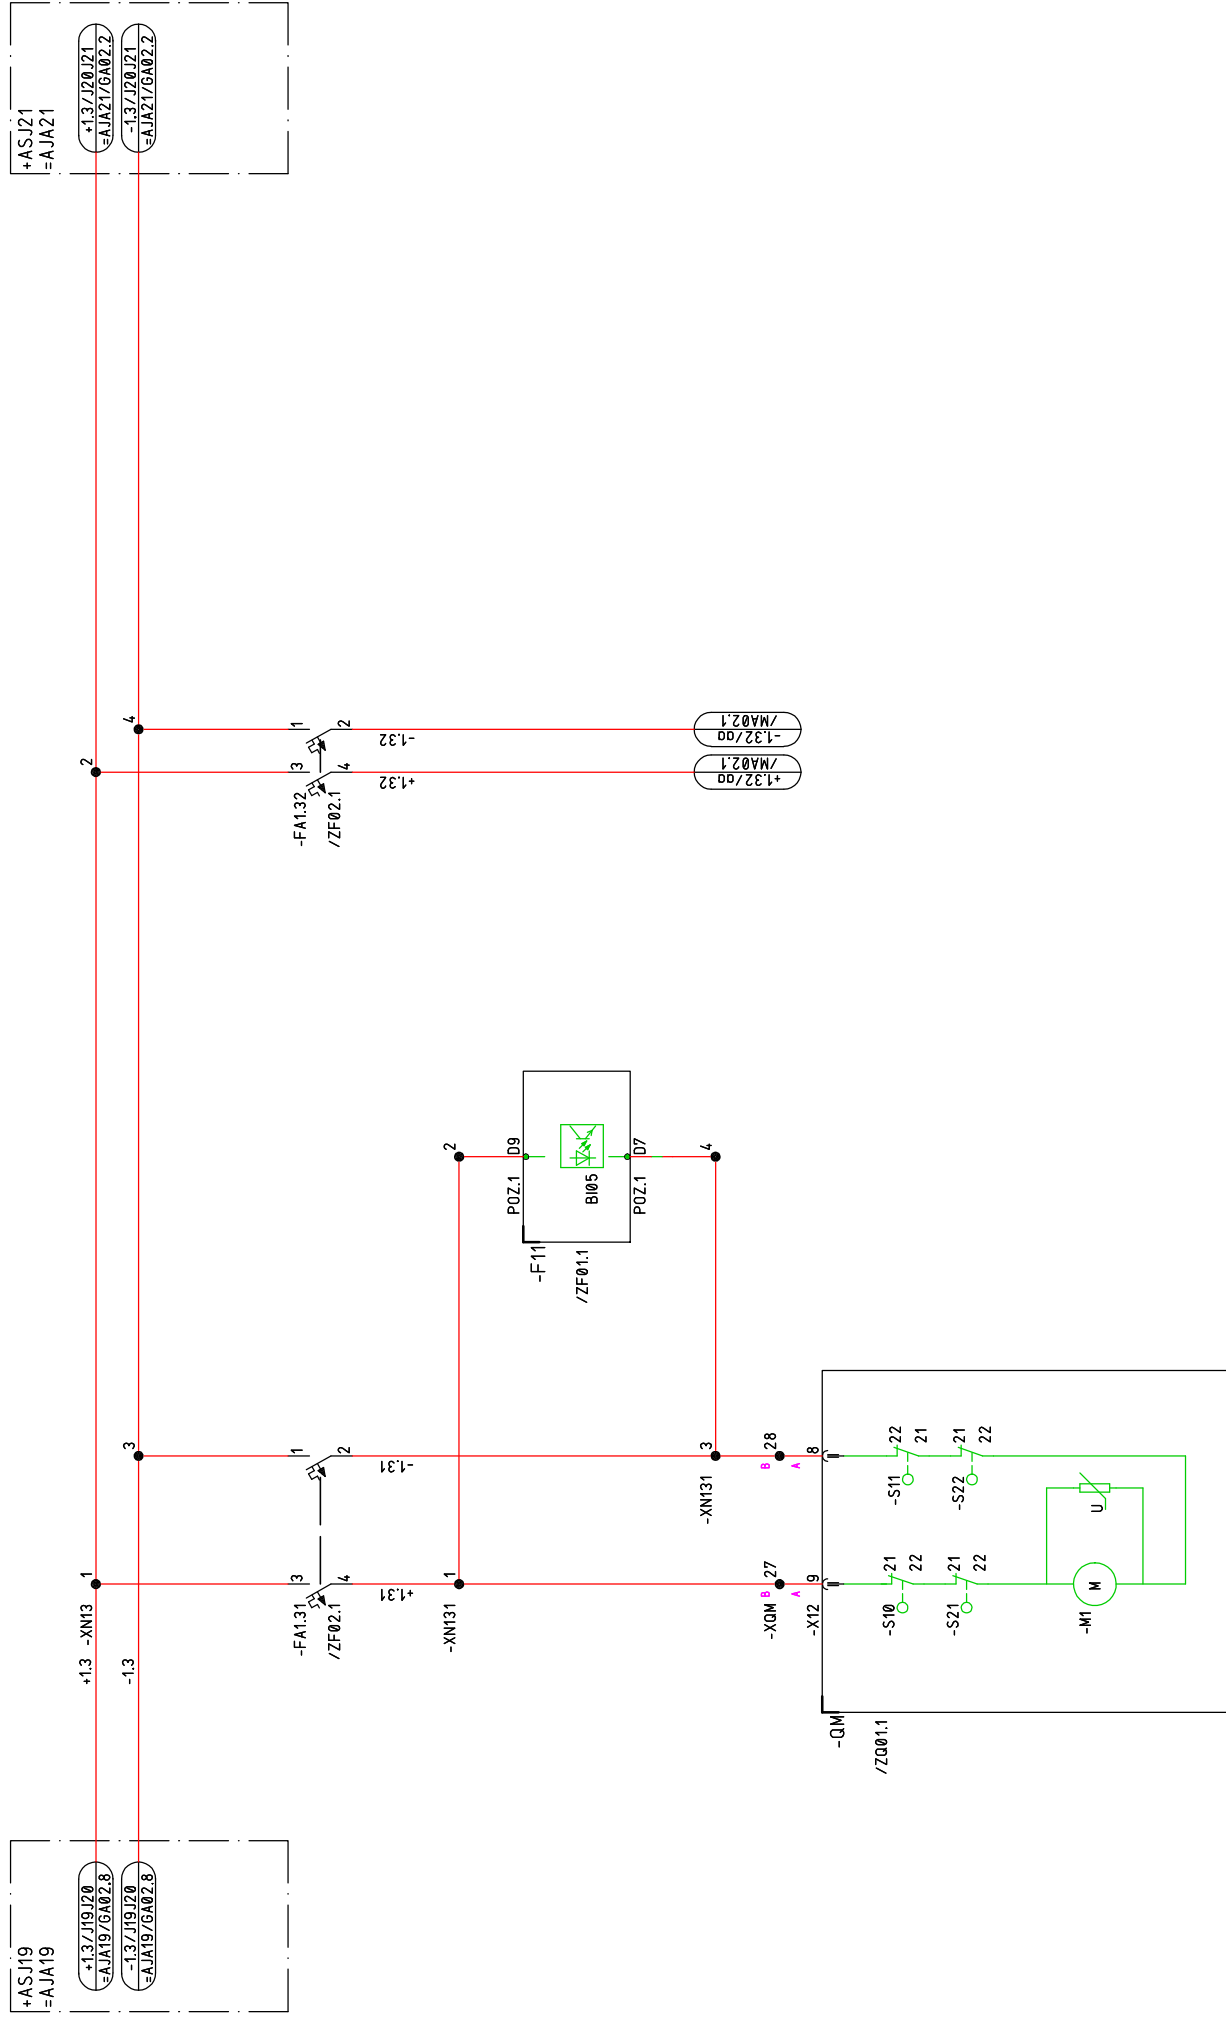 +ASJ19
=AJA19
+1.3/J19J20
=AJA19/GA02.8
-1.3/J19J20
=AJA19/GA02.8
+1.3
-1.3
-XN13
1
3
2
4
+ASJ21
=AJA21
+1.3/J20J21
=AJA21/GA02.2
-1.3/J20J21
=AJA21/GA02.2
-FA1.31
/ZF02.1
3
4
1
2
+1.31
-1.31
-FA1.32
/ZF02.1
3
4
1
2
+1.32
-1.32
+1.32/aa
/MA02.1
-1.32/aa
/MA02.1
-XN131
1
2
-F11
/ZF01.1
POZ.1
D9
BI05
POZ.1
D7
-XN131
3
4
-XQM
B
27
A
B
28
A
-X12
9
8
-QM
/ZQ01.1
-S10
21
22
-S11
22
21
-S21
21
22
-S22
21
22
-M1
M
U